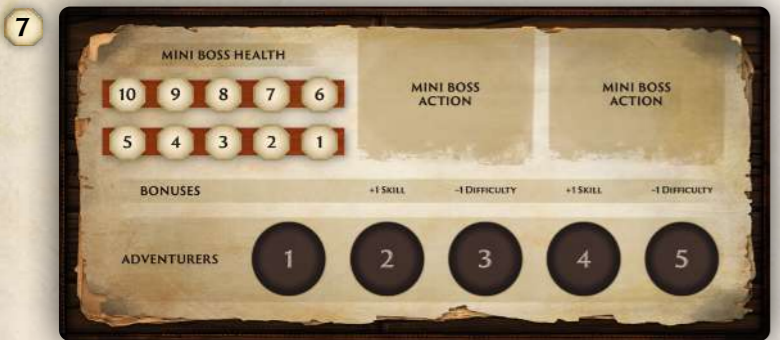 7
MINI BOSS HEALTH
10 9 8 7 6
5 4 3 2 1
MINI BOSS
ACTION
MINI BOSS
ACTION
BONUSES +1 SKILL -1 DIFFICULTY +1 SKILL -1 DIFFICULTY
ADVENTURERS 1 2 3 4 5